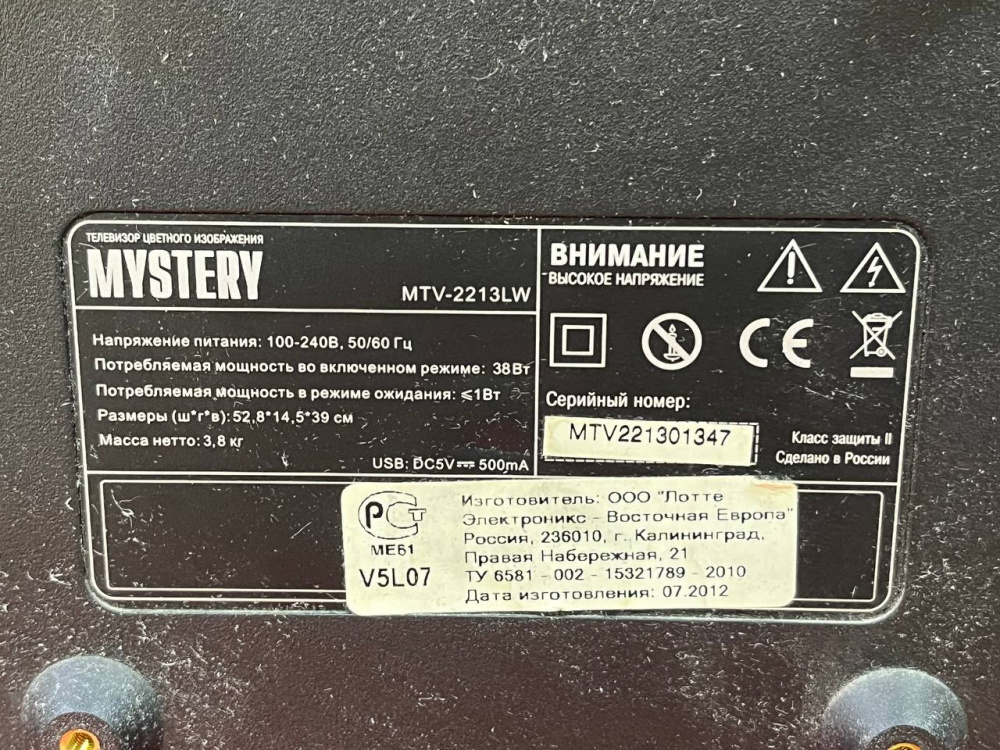 ТЕЛЕВИЗОР ЦВЕТНОГО ИЗОБРАЖЕНИЯ
MYSTERY
MTV-2213LW
Напряжение питания: 100-240В, 50/60 Гц
Потребляемая мощность во включенном режиме: 38Вт
Потребляемая мощность в режиме ожидания: ⩽1Вт
Размеры (ш*г*в): 52,8*14,5*39 см
Масса нетто: 3,8 кг
USB: DC5V⎓ 500mA
ВНИМАНИЕ
ВЫСОКОЕ НАПРЯЖЕНИЕ
CE
Серийный номер:
MTV221301347
Класс защиты II
Сделано в России
РСТ
МЕ61
V5L07
Изготовитель: ООО "Лотте
Электроникс - Восточная Европа"
Россия, 236010, г. Калининград,
Правая Набережная, 21
ТУ 6581 - 002 - 15321789 - 2010
Дата изготовления: 07.2012